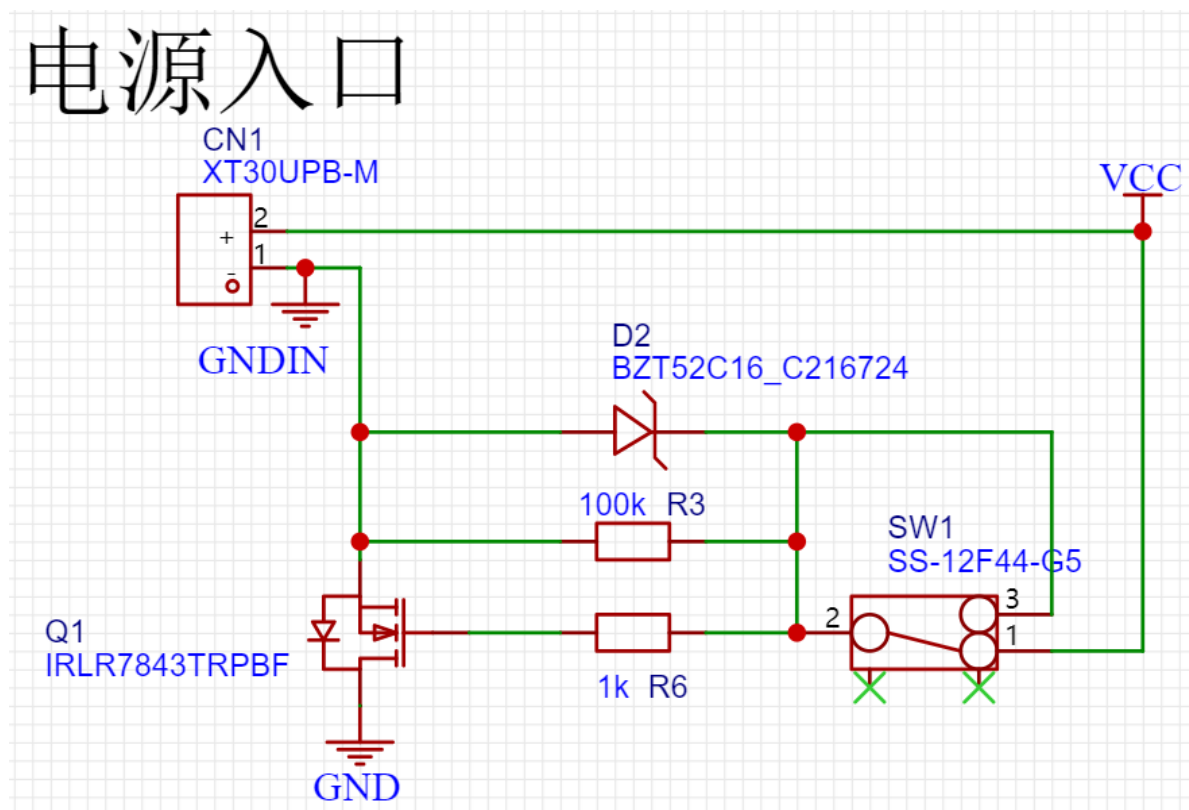 电源入口
CN1
XT30UPB-M
VCC
2
+
1
-
GNDIN
D2
BZT52C16_C216724
100k R3
SW1
SS-12F44-G5
3
2
1
Q1
IRLR7843TRPBF
1k R6
GND